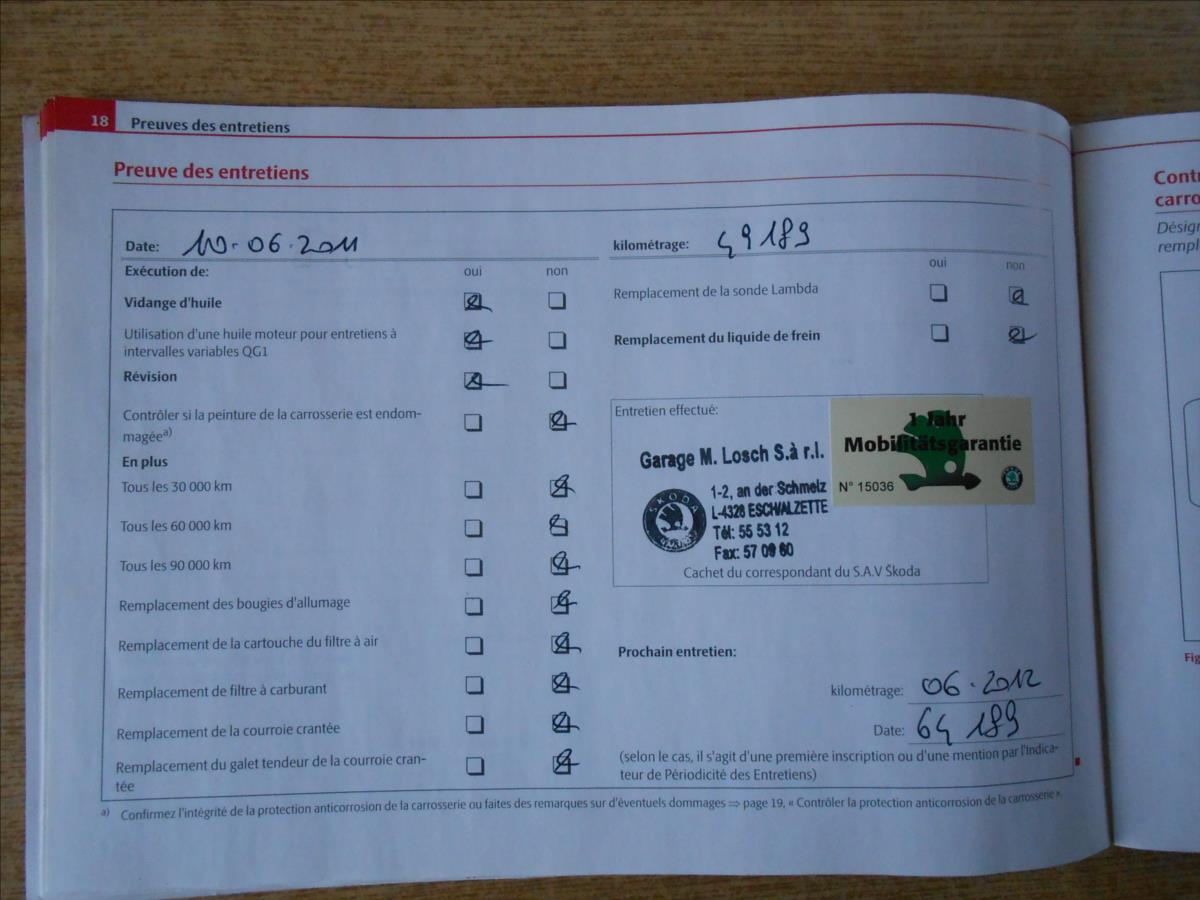 18 Preuves des entretiens
Preuve des entretiens
Date: 10-06-2011
kilométrage: 49189
Exécution de: oui non
Vidange d'huile
Utilisation d'une huile moteur pour entretiens à
intervalles variables QG1
Révision
Contrôler si la peinture de la carrosserie est endom-
magéea)
En plus
Tous les 30 000 km
Tous les 60 000 km
Tous les 90 000 km
Remplacement des bougies d'allumage
Remplacement de la cartouche du filtre à air
Remplacement de filtre à carburant
Remplacement de la courroie crantée
Remplacement du galet tendeur de la courroie cran-
tée
oui non
Remplacement de la sonde Lambda
Remplacement du liquide de frein
Entretien effectué:
Garage M. Losch S.à r.l.
SKODA
1-2, an der Schmelz
L-4326 ESCH/ALZETTE
Tél: 55 53 12
Fax: 57 09 60
1 Jahr
Mobilitätsgarantie
N° 15036
Cachet du correspondant du S.A.V Škoda
Prochain entretien:
kilométrage: 06-2012
Date: 64 189
(selon le cas, il s'agit d'une première inscription ou d'une mention par l'Indica-
teur de Périodicité des Entretiens)
a) Confirmez l'intégrité de la protection anticorrosion de la carrosserie ou faites des remarques sur d'éventuels dommages ⇒ page 19, « Contrôler la protection anticorrosion de la carrosserie ».
Contr
carro
Désign
rempl
Fig